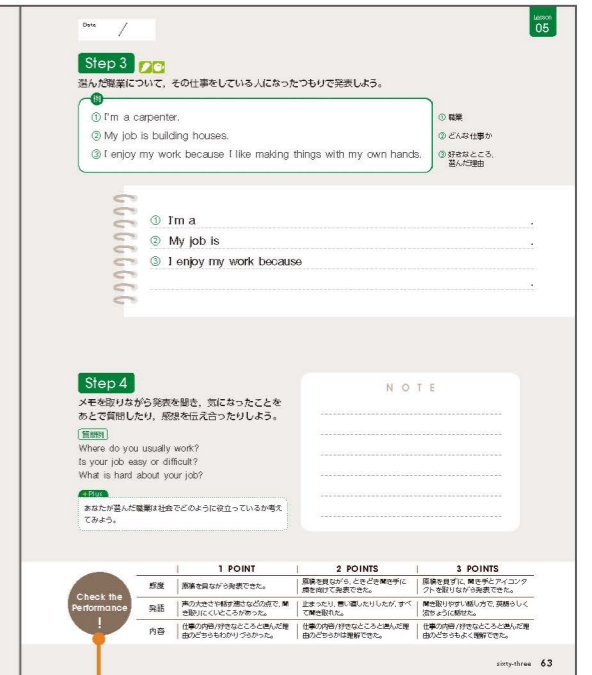 Date /
Lesson
05
Step 3
選んだ職業について，その仕事をしている人になったつもりで発表しよう。
例
① I'm a carpenter.
② My job is building houses.
③ I enjoy my work because I like making things with my own hands.
① 職業
② どんな仕事か
③ 好きなところ，
選んだ理由
① I'm a .
② My job is .
③ I enjoy my work because
.
Step 4
メモを取りながら発表を聞き，気になったことを
あとで質問したり，感想を伝え合ったりしよう。
質問例
Where do you usually work?
Is your job easy or difficult?
What is hard about your job?
+Plus
あなたが選んだ職業は社会でどのように役立っているか考え
てみよう。
NOTE
Check the
Performance
!
1 POINT 2 POINTS 3 POINTS
態度 原稿を見ながら発表できた。 原稿を見ながら，ときどき聞き手に
顔を向けて発表できた。 原稿を見ずに，聞き手とアイコンタ
クトを取りながら発表できた。
発話 声の大きさや話す速さなどの点で，聞
き取りにくいところがあった。 止まったり，言い直したりしたが，すべ
て聞き取れた。 聞き取りやすい話し方で，英語らしく
流ちょうに話せた。
内容 仕事の内容/好きなところと選んだ理
由のどちらもわかりづらかった。 仕事の内容/好きなところと選んだ理
由のどちらかは理解できた。 仕事の内容/好きなところと選んだ理
由のどちらもよく理解できた。
sixty-three 63